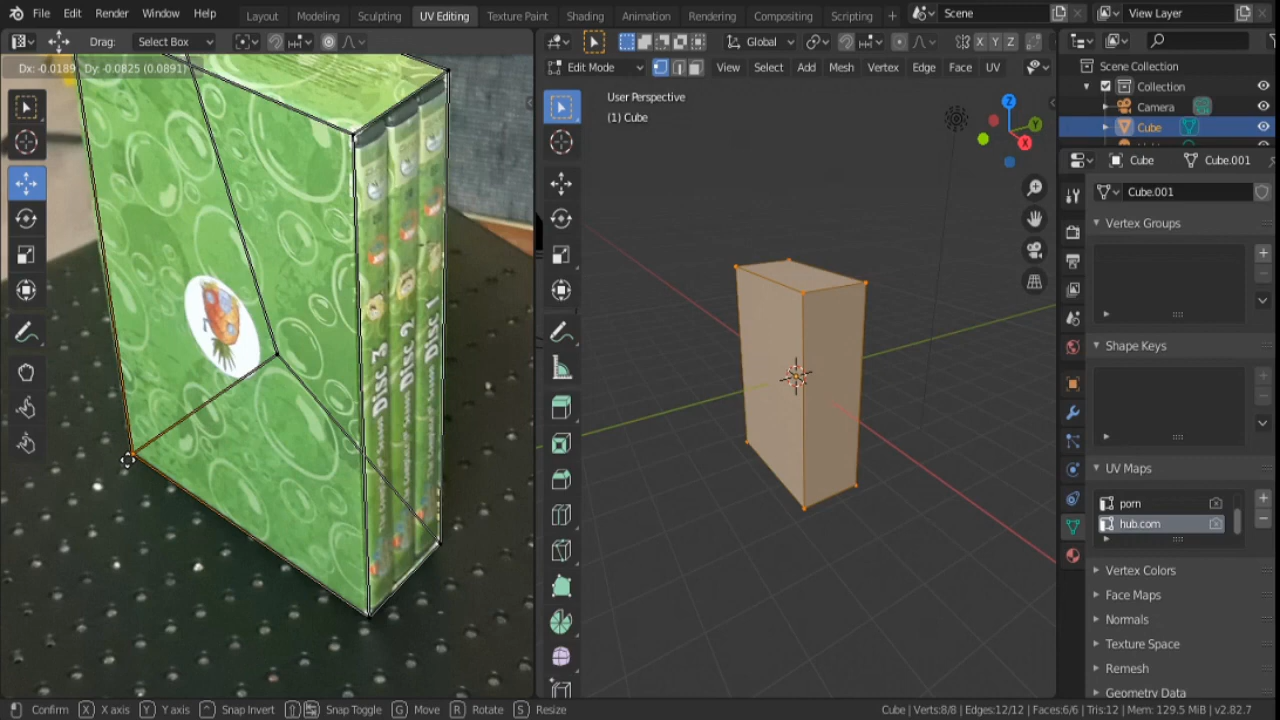 File Edit Render Window Help Layout Modeling Sculpting UV Editing Texture Paint Shading Animation Rendering Compositing Scripting + Scene View Layer
Drag: Select Box Global X Y Z
Dx: -0.0189 Dy: -0.0825 (0.0891)
Edit Mode View Select Add Mesh Vertex Edge Face UV
Scene Collection
Collection
Camera
Cube
User Perspective
(1) Cube
Z
Y
X
Cube Cube.001
Cube.001
Vertex Groups
Shape Keys
UV Maps
porn
hub.com
Vertex Colors
Face Maps
Normals
Texture Space
Remesh
Geometry Data
Disc 3
Disc 2
Disc 1
Confirm X X axis Y Y axis Snap Invert Snap Toggle G Move R Rotate S Resize Cube | Verts:8/8 | Edges:12/12 | Faces:6/6 | Tris:12 | Mem: 129.5 MiB | v2.82.7